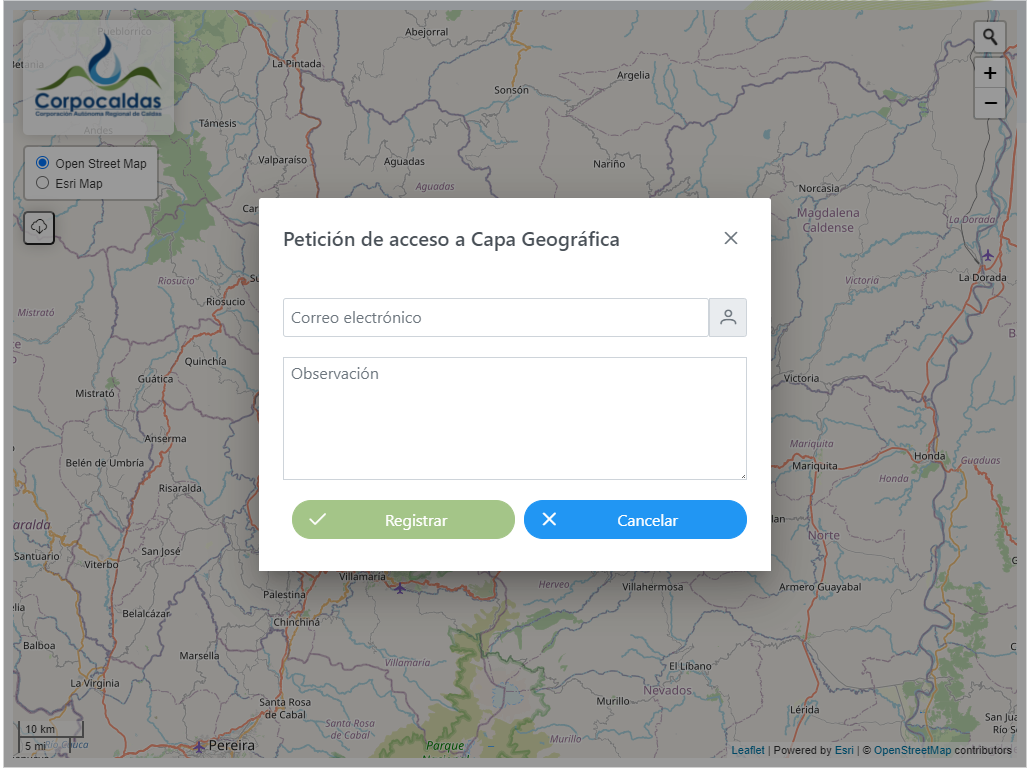 Pueblorrico
Abejorral
La Pintada
Argelia
Sonsón
Corpocaldas
Corporación Autónoma Regional de Caldas
Támesis
Andes
Valparaíso
Aguadas
Nariño
Open Street Map
Esri Map
Aguadas
Norcasia
Magdalena
Caldense
La Dorada
Petición de acceso a Capa Geográfica
La Dorada
Riosucio
Victoria
Riosucio
Mistrató
Correo electrónico
Quinchía
Observación
Guática
Victoria
Mistrató
Anserma
Mariquita
Belén de Umbría
Honda
Guaduas
Mariquita
Honda
Risaralda
Registrar
Cancelar
Norte
San José
Santuario
Viterbo
Villamaría
Herveo
Villahermosa
Armero Guayabal
Palestina
Belalcázar
Chinchiná
Balboa
Marsella
Villamaría
El Líbano
La Virginia
Nevados
Santa Rosa
de Cabal
Murillo
Lérida
Santa Rosa
de Cabal
10 km
5 mi
Pereira
Parque
Murillo
Leaflet | Powered by Esri | © OpenStreetMap contributors